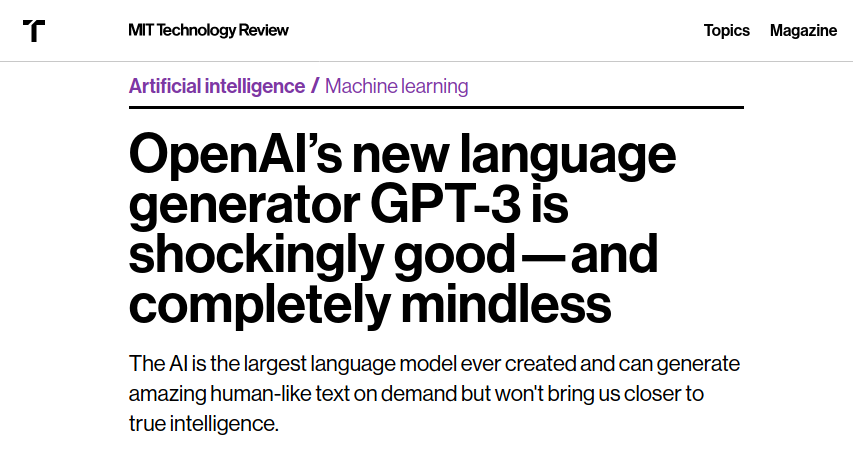 MIT Technology Review
Topics Magazine
Artificial intelligence / Machine learning
OpenAI’s new language
generator GPT-3 is
shockingly good—and
completely mindless
The AI is the largest language model ever created and can generate
amazing human-like text on demand but won't bring us closer to
true intelligence.